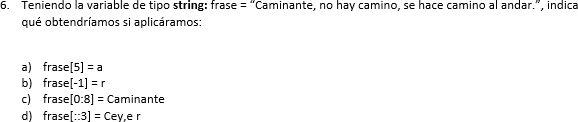 6. Teniendo la variable de tipo string: frase = "Caminante, no hay camino, se hace camino al andar.", indica
qué obtendríamos si aplicáramos:
a) frase[5] = a
b) frase[-1] = r
c) frase[0:8] = Caminante
d) frase[::3] = Cey,e r